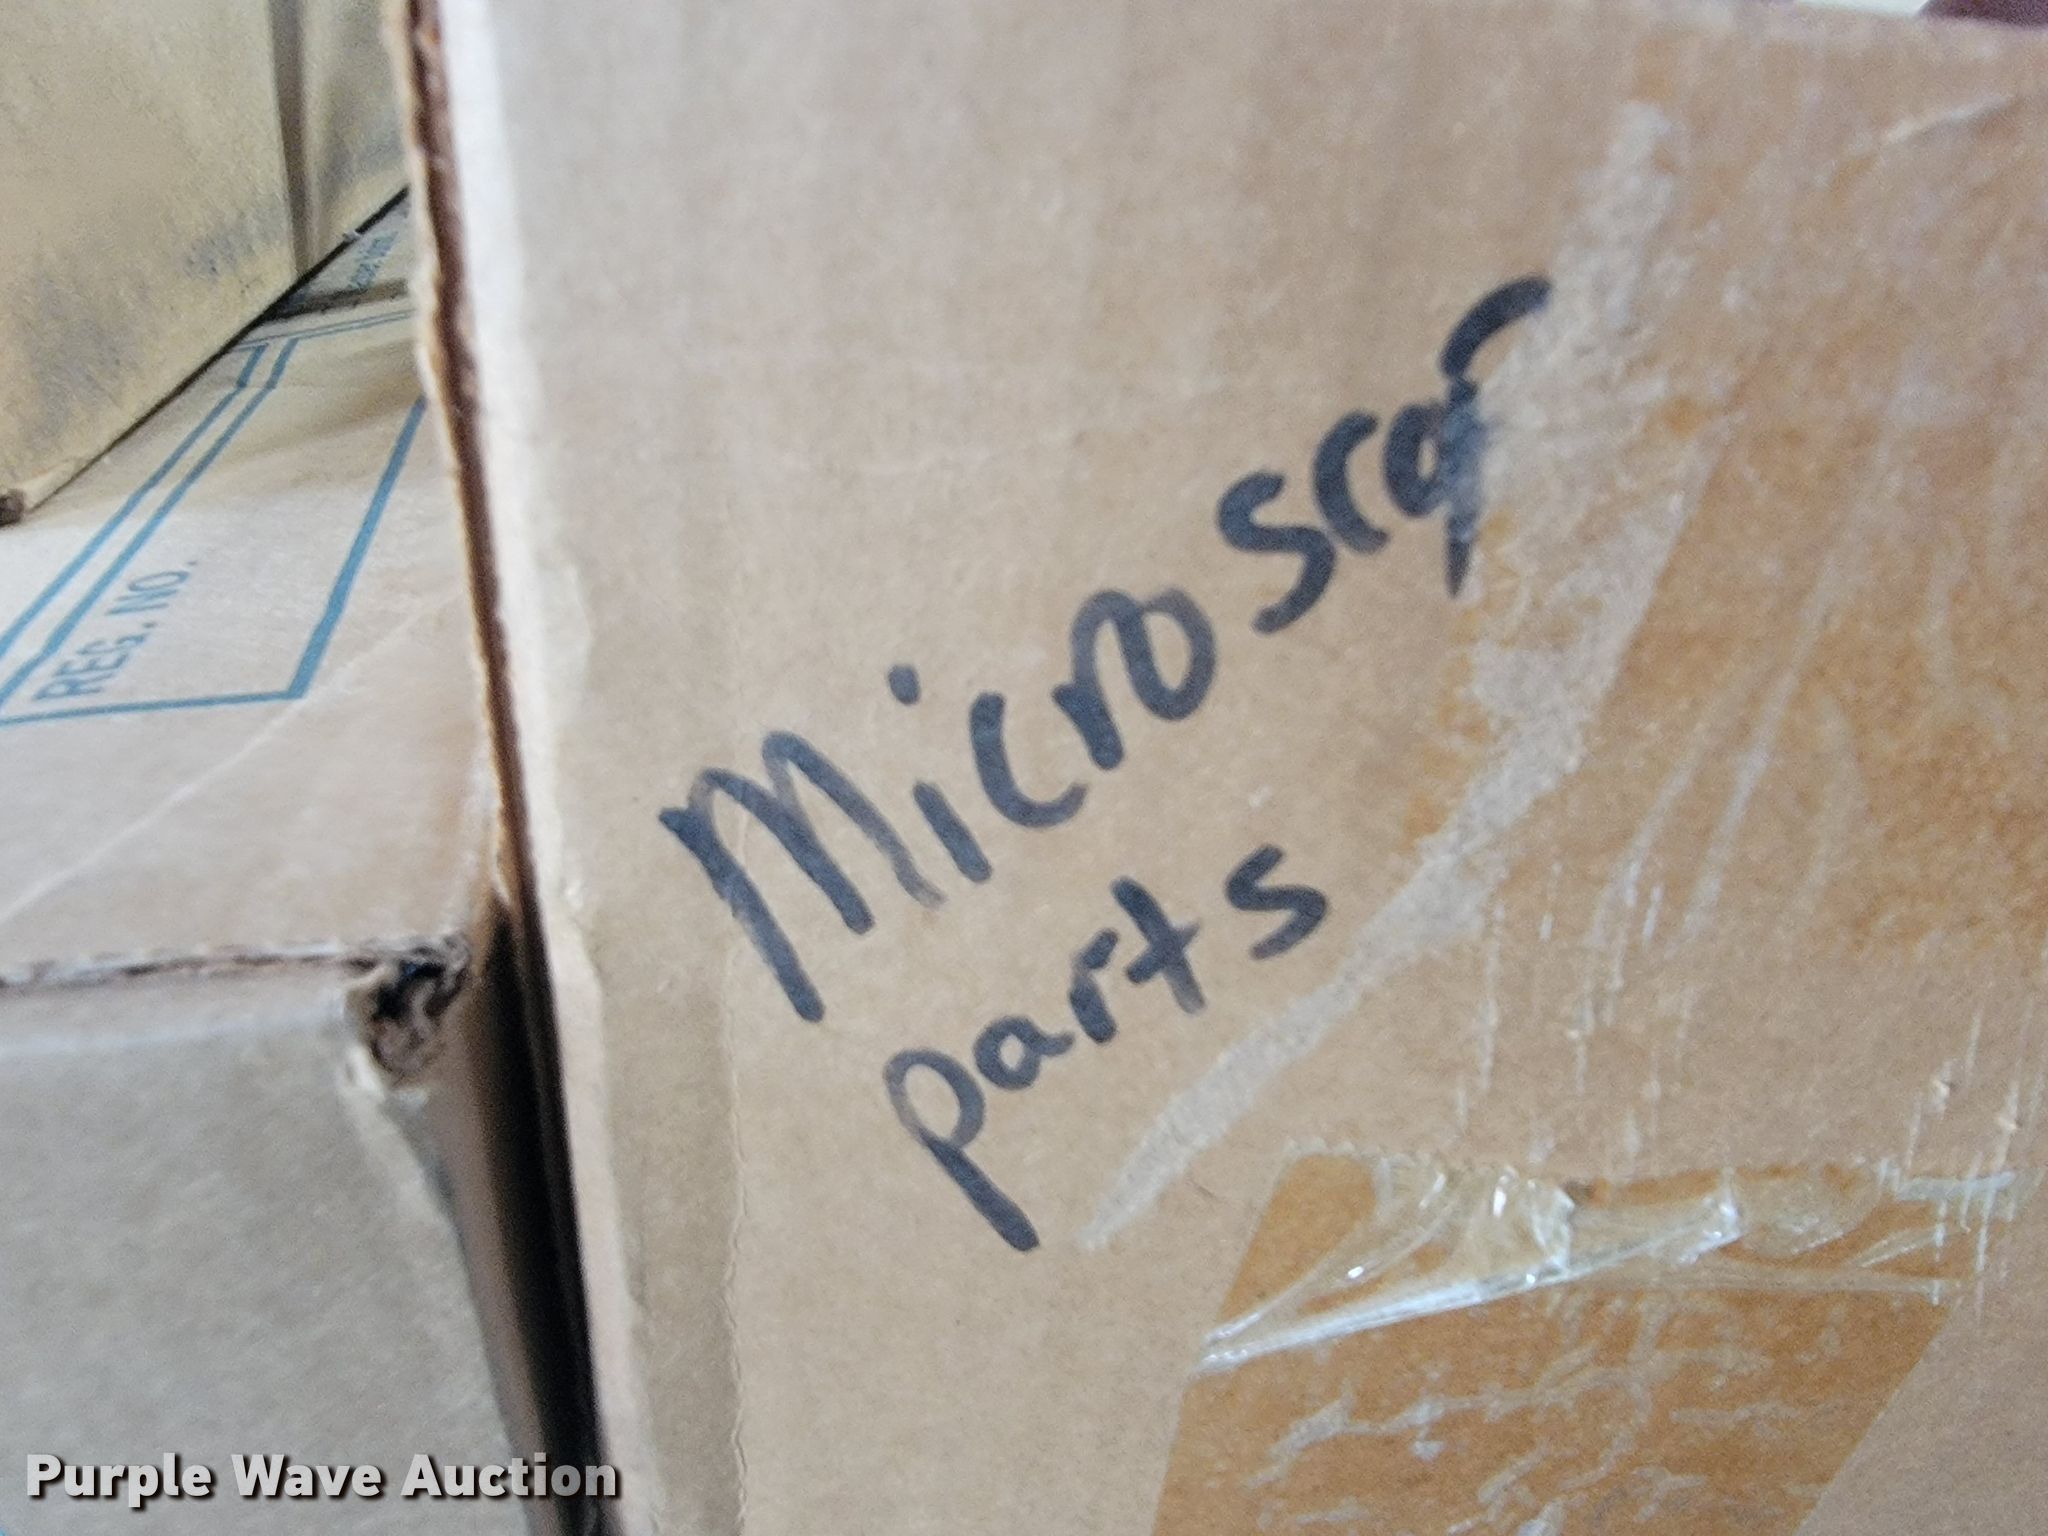 REG. NO.
Microscop
parts
Purple Wave Auction